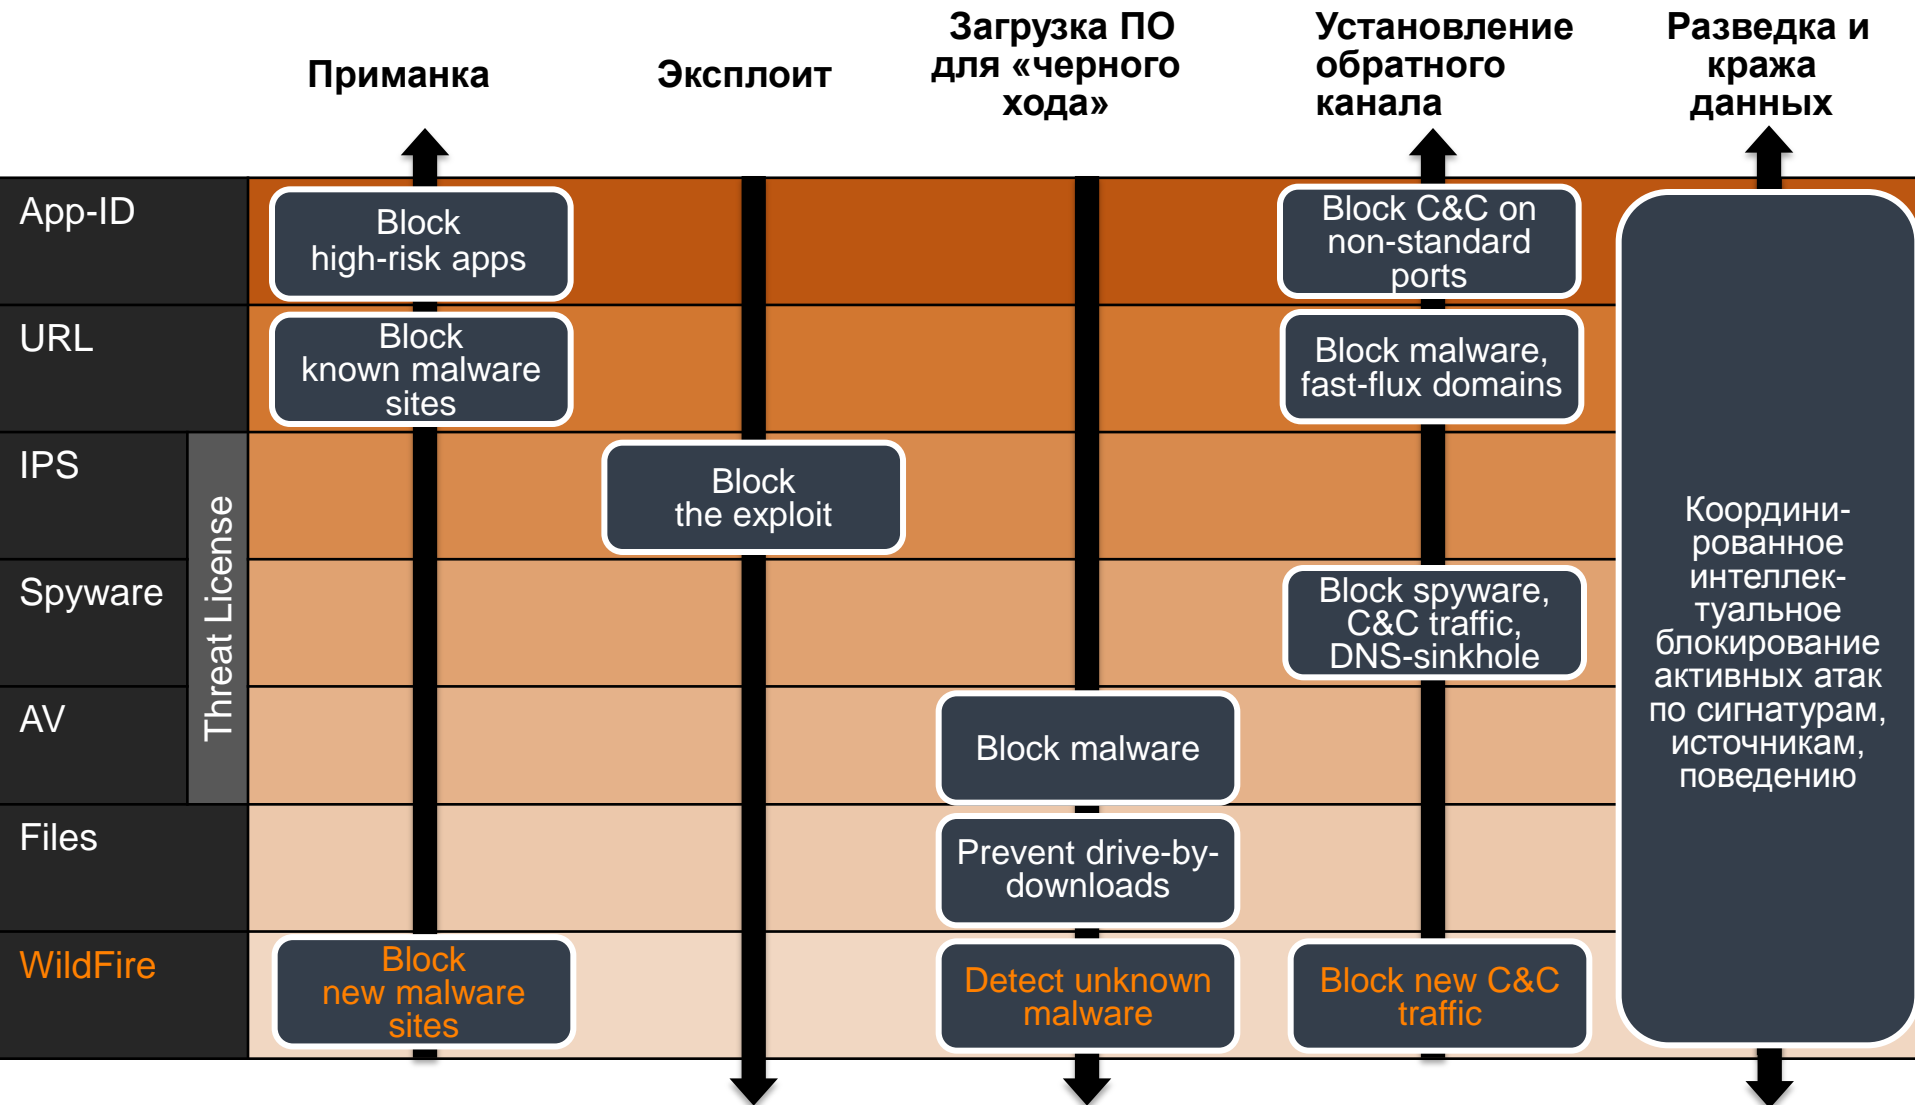 Приманка
Эксплоит
Загрузка ПО
для «черного
хода»
Установление
обратного
канала
Разведка и
кража
данных
App-ID
Block
high-risk apps
Block C&C on
non-standard
ports
URL
Block
known malware
sites
Block malware,
fast-flux domains
IPS
Block
the exploit
Threat License
Spyware
Block spyware,
C&C traffic,
DNS-sinkhole
AV
Block malware
Files
Prevent drive-by-
downloads
WildFire
Block
new malware
sites
Detect unknown
malware
Block new C&C
traffic
Координи-
рованное
интеллек-
туальное
блокирование
активных атак
по сигнатурам,
источникам,
поведению